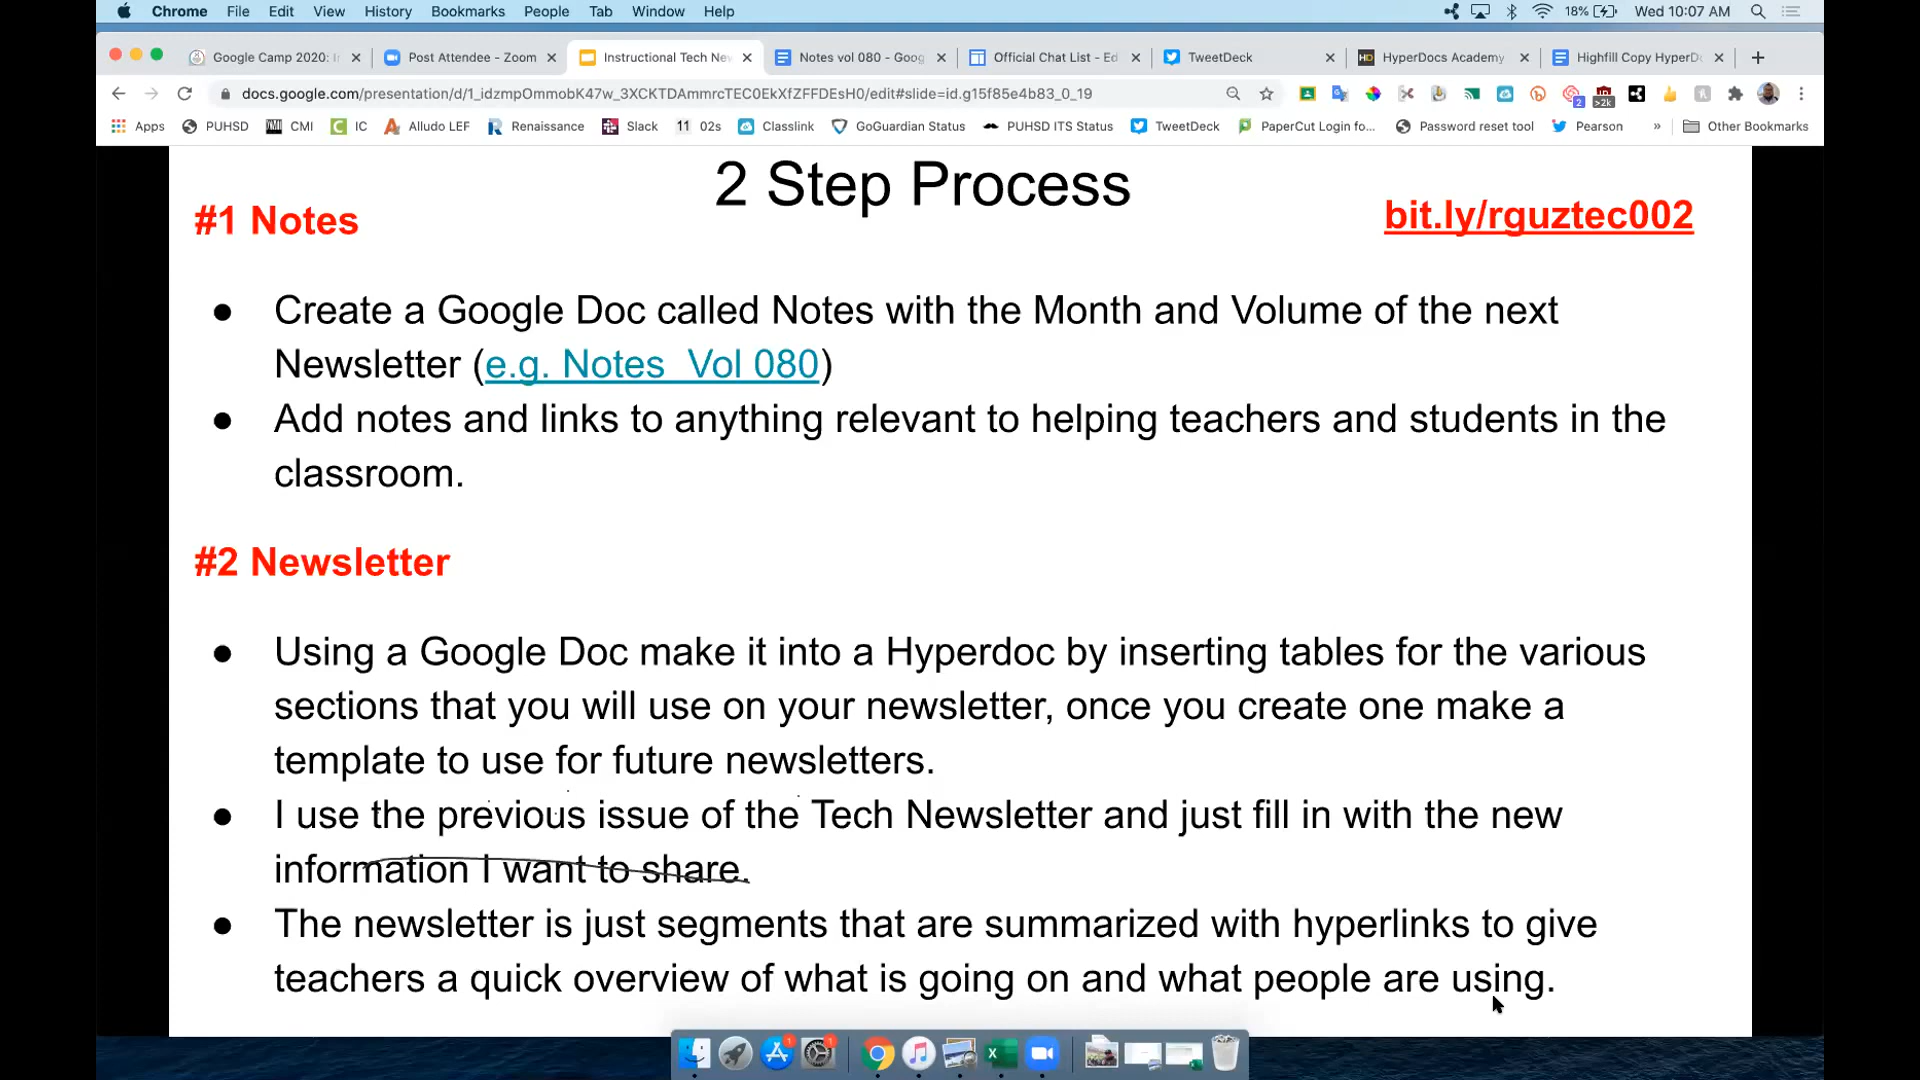 Chrome File Edit View History Bookmarks People Tab Window Help 18% Wed 10:07 AM
Google Camp 2020: Post Attendee - Zoom Instructional Tech Ne Notes vol 080 - Goog Official Chat List - Ed TweetDeck HyperDocs Academy Highfill Copy HyperD
docs.google.com/presentation/d/1_idzmpOmmobK47w_3XCKTDAmmrcTEC0EkXfZFFDEsH0/edit#slide=id.g15f85e4b83_0_19 2 >2k
Apps PUHSD CMI IC Alludo LEF Renaissance Slack 11 02s Classlink GoGuardian Status PUHSD ITS Status TweetDeck PaperCut Login fo... Password reset tool Pearson » Other Bookmarks
2 Step Process
#1 Notes
bit.ly/rguztec002
● Create a Google Doc called Notes with the Month and Volume of the next
Newsletter (e.g. Notes Vol 080)
● Add notes and links to anything relevant to helping teachers and students in the
classroom.
#2 Newsletter
● Using a Google Doc make it into a Hyperdoc by inserting tables for the various
sections that you will use on your newsletter, once you create one make a
template to use for future newsletters.
● I use the previous issue of the Tech Newsletter and just fill in with the new
information I want to share.
● The newsletter is just segments that are summarized with hyperlinks to give
teachers a quick overview of what is going on and what people are using.